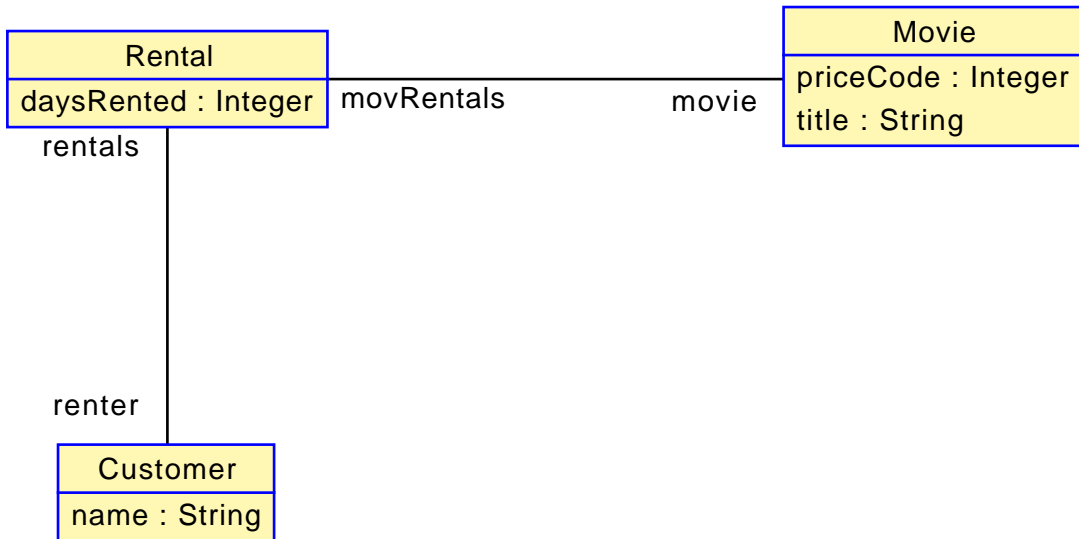 Rental
daysRented : Integer
movRentals
movie
Movie
priceCode : Integer
title : String
rentals
renter
Customer
name : String